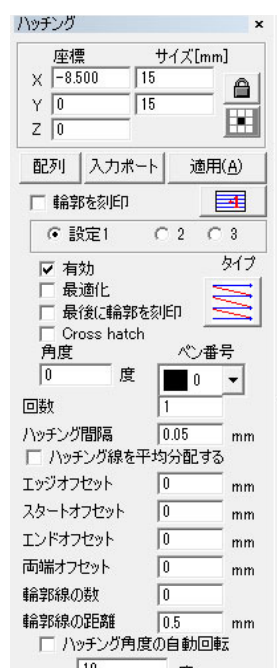 ハッチング ×
座標 サイズ[mm]
X -8.500 15
Y 0 15
Z 0
配列 入力ポート 適用(A)
輪郭を刻印
設定1 2 3
有効 タイプ
最適化
最後に輪郭を刻印
Cross hatch
角度 ペン番号
0 度 0
回数 1
ハッチング間隔 0.05 mm
ハッチング線を平均分配する
エッジオフセット 0 mm
スタートオフセット 0 mm
エンドオフセット 0 mm
両端オフセット 0 mm
輪郭線の数 0
輪郭線の距離 0.5 mm
ハッチング角度の自動回転